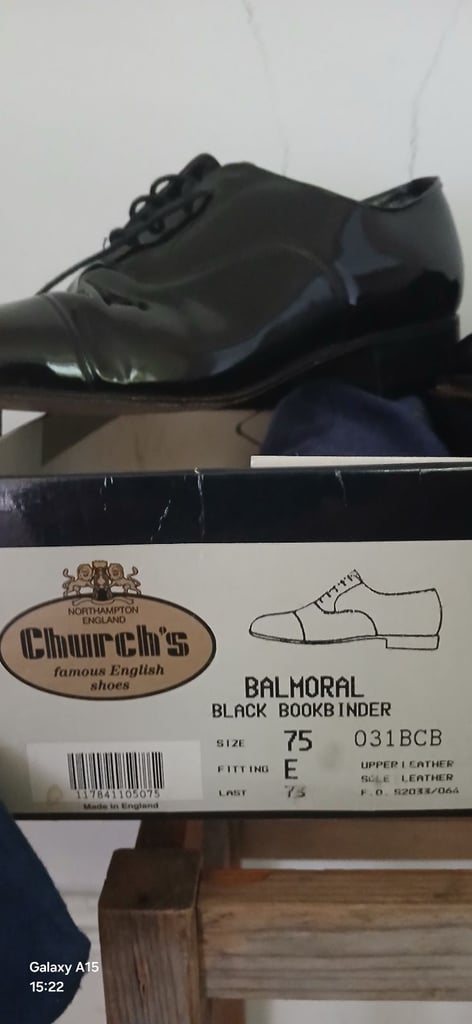 NORTHAMPTON
ENGLAND
Church's
famous English
shoes
BALMORAL
BLACK BOOKBINDER
SIZE 75 031BCB
FITTING E UPPER LEATHER
SOLE LEATHER
LAST 73 F.O. S2033/064
117841105075
Made in England
Galaxy A15
15:22